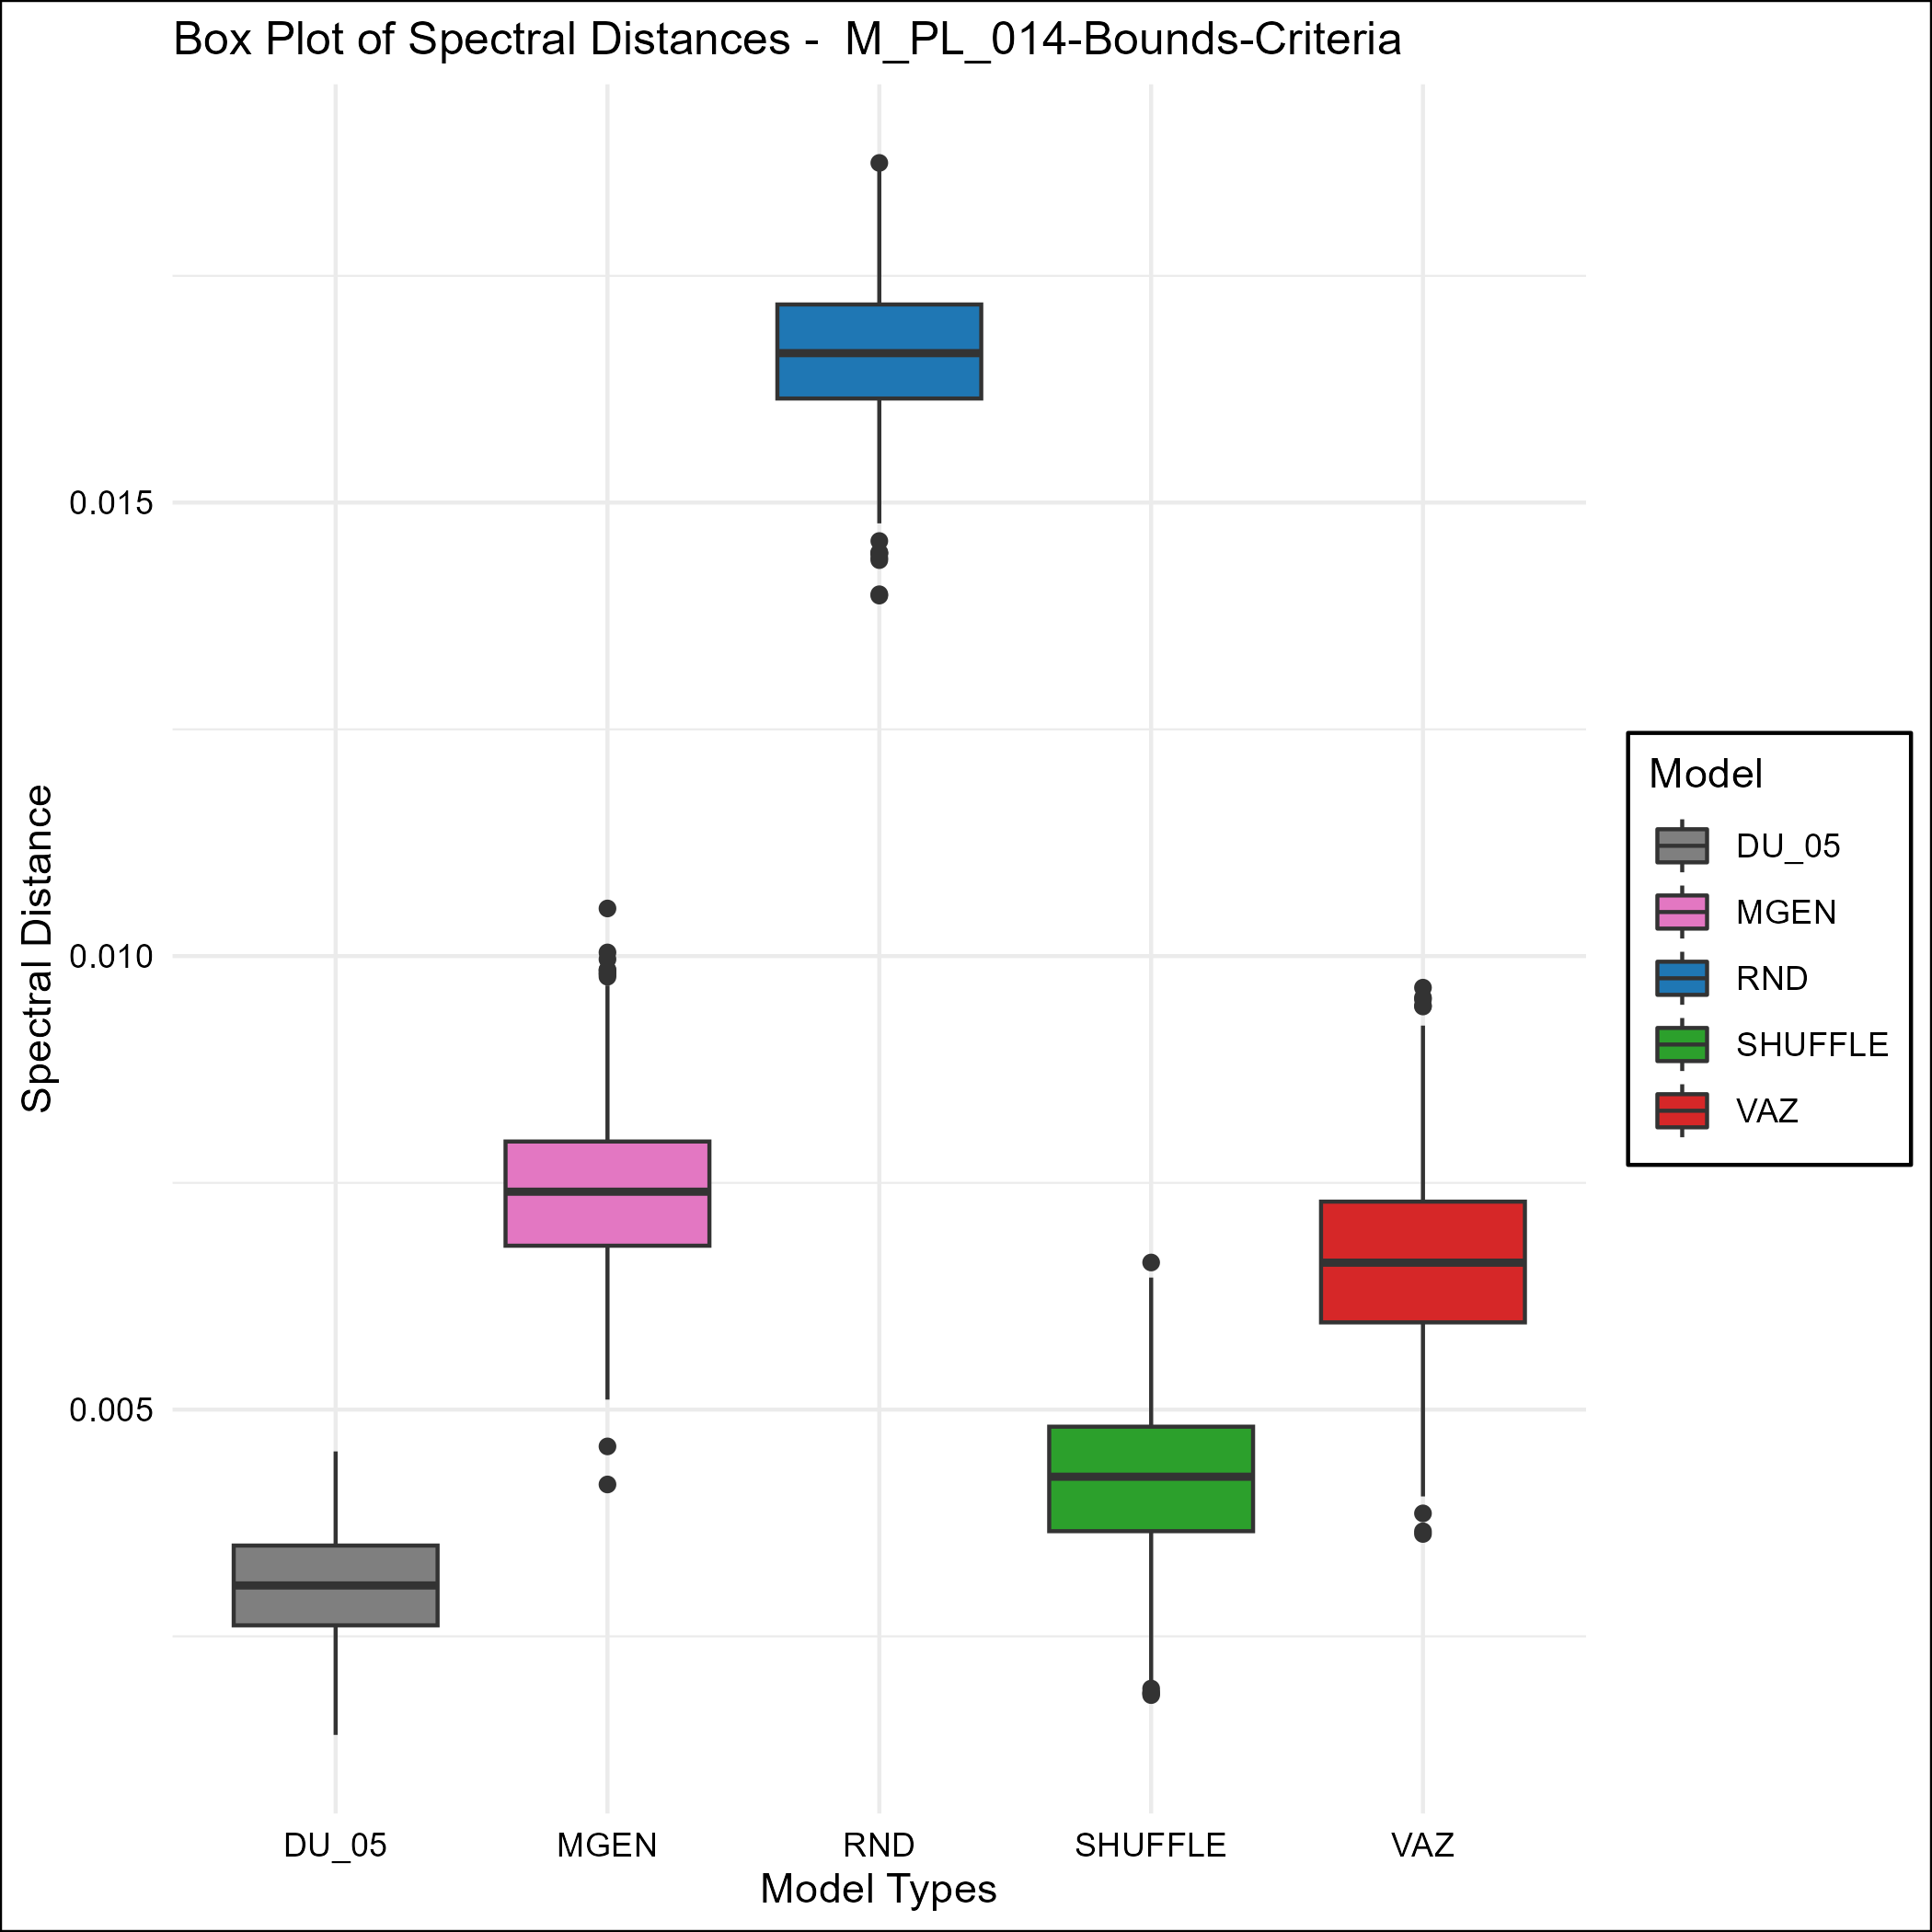 Box Plot of Spectral Distances -  M_PL_014-Bounds-Criteria
Spectral Distance
0.015
0.010
0.005
DU_05
MGEN
RND
SHUFFLE
VAZ
Model Types
Model
DU_05
MGEN
RND
SHUFFLE
VAZ